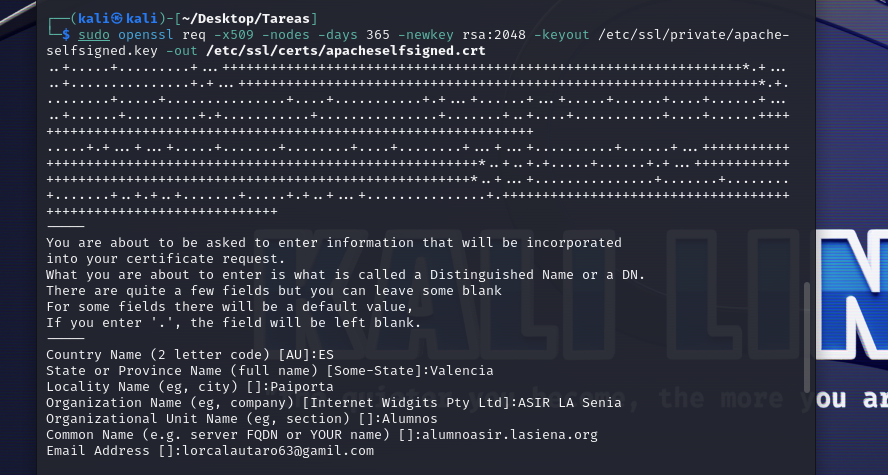 ┌──(kali㉿kali)-[~/Desktop/Tareas]
└─$ sudo openssl req -x509 -nodes -days 365 -newkey rsa:2048 -keyout /etc/ssl/private/apache-
selfsigned.key -out /etc/ssl/certs/apacheselfsigned.crt
-----
You are about to be asked to enter information that will be incorporated
into your certificate request.
What you are about to enter is what is called a Distinguished Name or a DN.
There are quite a few fields but you can leave some blank
For some fields there will be a default value,
If you enter '.', the field will be left blank.
-----
Country Name (2 letter code) [AU]:ES
State or Province Name (full name) [Some-State]:Valencia
Locality Name (eg, city) []:Paiporta
Organization Name (eg, company) [Internet Widgits Pty Ltd]:ASIR LA Senia
Organizational Unit Name (eg, section) []:Alumnos
Common Name (e.g. server FQDN or YOUR name) []:alumnoasir.lasiena.org
Email Address []:lorcalautaro63@gamil.com
KALI LIN
the more you ar